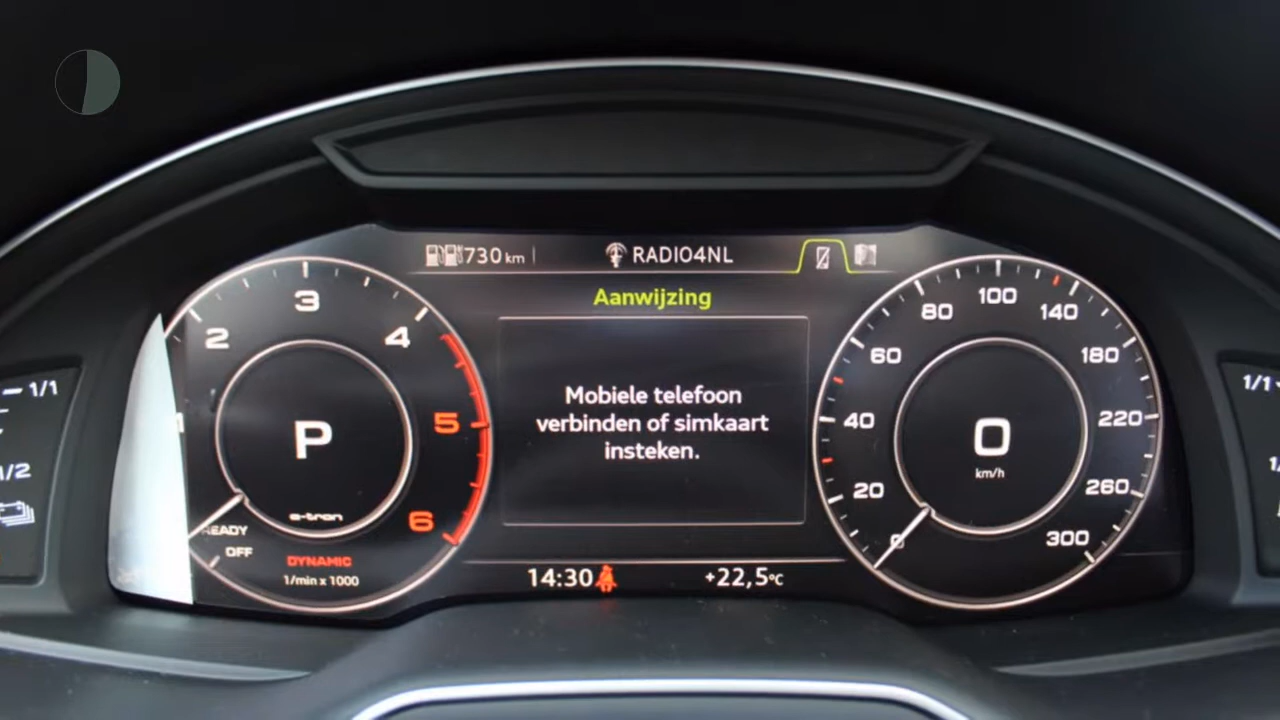 730 km
RADIO4NL
Aanwijzing
Mobiele telefoon
verbinden of simkaart
insteken.
1
2
3
4
5
6
P
e-tron
READY
OFF
DYNAMIC
1/min x 1000
0
20
40
60
80
100
140
180
220
260
300
0
km/h
14:30
+22,5°C
1/1
1/2
1/1